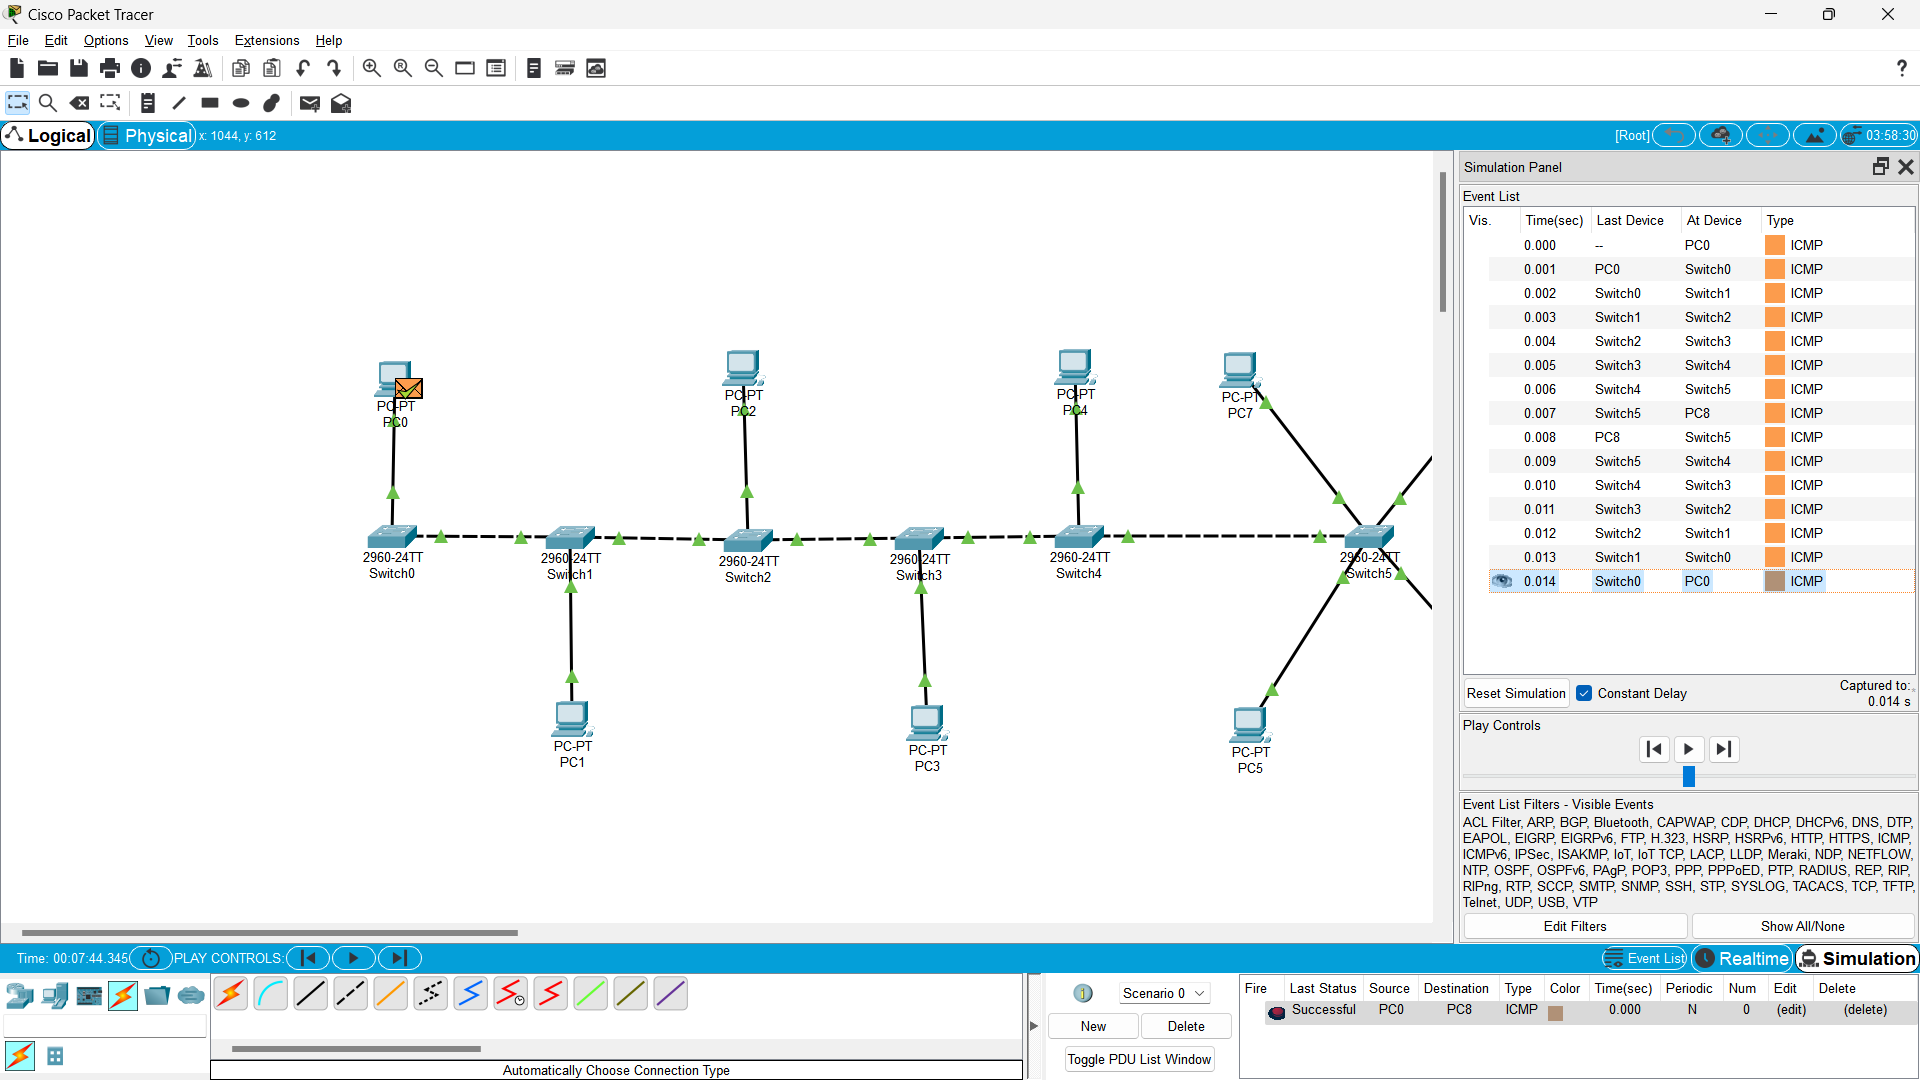 Cisco Packet Tracer
File Edit Options View Tools Extensions Help
?
Logical Physical x: 1044, y: 612 [Root] 03:58:30
Simulation Panel
Event List
Vis. Time(sec) Last Device At Device Type
0.000 -- PC0 ICMP
0.001 PC0 Switch0 ICMP
0.002 Switch0 Switch1 ICMP
0.003 Switch1 Switch2 ICMP
0.004 Switch2 Switch3 ICMP
0.005 Switch3 Switch4 ICMP
0.006 Switch4 Switch5 ICMP
0.007 Switch5 PC8 ICMP
0.008 PC8 Switch5 ICMP
0.009 Switch5 Switch4 ICMP
0.010 Switch4 Switch3 ICMP
0.011 Switch3 Switch2 ICMP
0.012 Switch2 Switch1 ICMP
0.013 Switch1 Switch0 ICMP
0.014 Switch0 PC0 ICMP
Reset Simulation Constant Delay Captured to:
0.014 s
Play Controls
Event List Filters - Visible Events
ACL Filter, ARP, BGP, Bluetooth, CAPWAP, CDP, DHCP, DHCPv6, DNS, DTP,
EAPOL, EIGRP, EIGRPv6, FTP, H.323, HSRP, HSRPv6, HTTP, HTTPS, ICMP,
ICMPv6, IPSec, ISAKMP, IoT, IoT TCP, LACP, LLDP, Meraki, NDP, NETFLOW,
NTP, OSPF, OSPFv6, PAgP, POP3, PPP, PPPoED, PTP, RADIUS, REP, RIP,
RIPng, RTP, SCCP, SMTP, SNMP, SSH, STP, SYSLOG, TACACS, TCP, TFTP,
Telnet, UDP, USB, VTP
Edit Filters Show All/None
PC-PT
PC0
PC-PT
PC2
PC-PT
PC4
PC-PT
PC7
2960-24TT
Switch0
2960-24TT
Switch1
2960-24TT
Switch2
2960-24TT
Switch3
2960-24TT
Switch4
2960-24TT
Switch5
PC-PT
PC1
PC-PT
PC3
PC-PT
PC5
Time: 00:07:44.345 PLAY CONTROLS: Event List Realtime Simulation
Scenario 0
New Delete
Toggle PDU List Window
Fire Last Status Source Destination Type Color Time(sec) Periodic Num Edit Delete
Successful PC0 PC8 ICMP 0.000 N 0 (edit) (delete)
Automatically Choose Connection Type